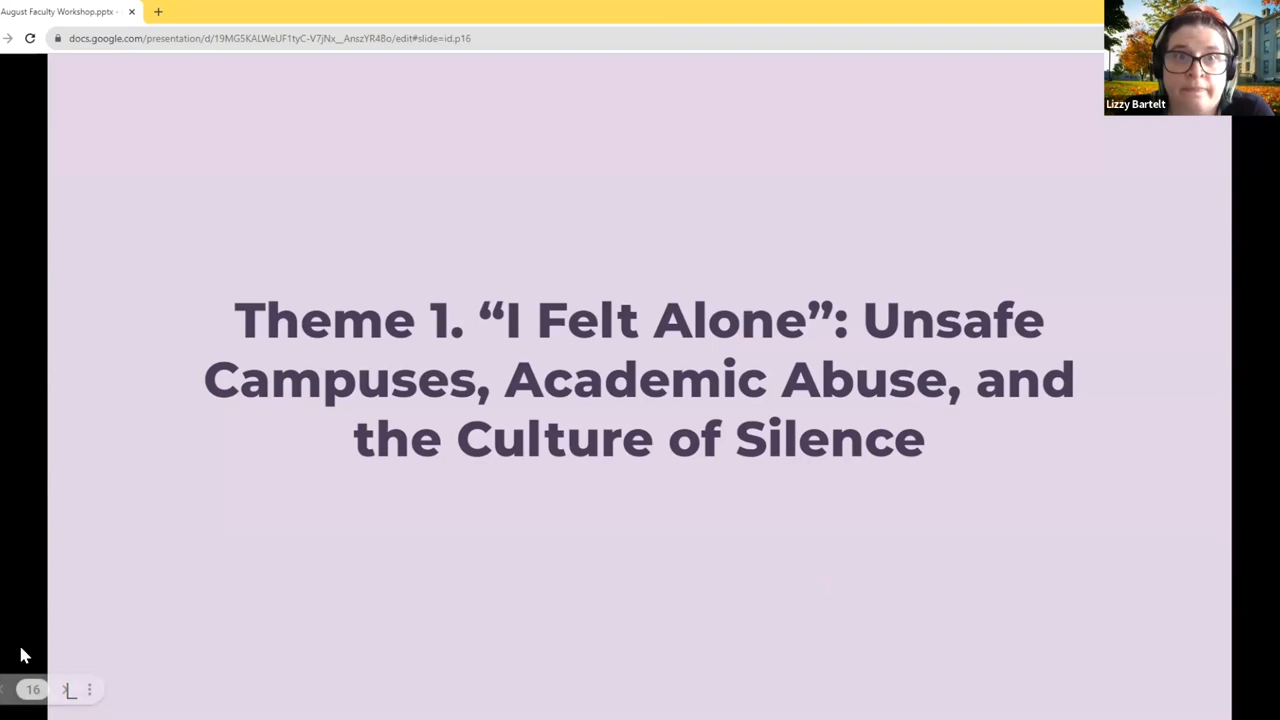 August Faculty Workshop.pptx -
docs.google.com/presentation/d/19MG5KALWeUF1tyC-V7jNx__AnszYR4Bo/edit#slide=id.p16
Lizzy Bartelt
Theme 1. “I Felt Alone”: Unsafe
Campuses, Academic Abuse, and
the Culture of Silence
16